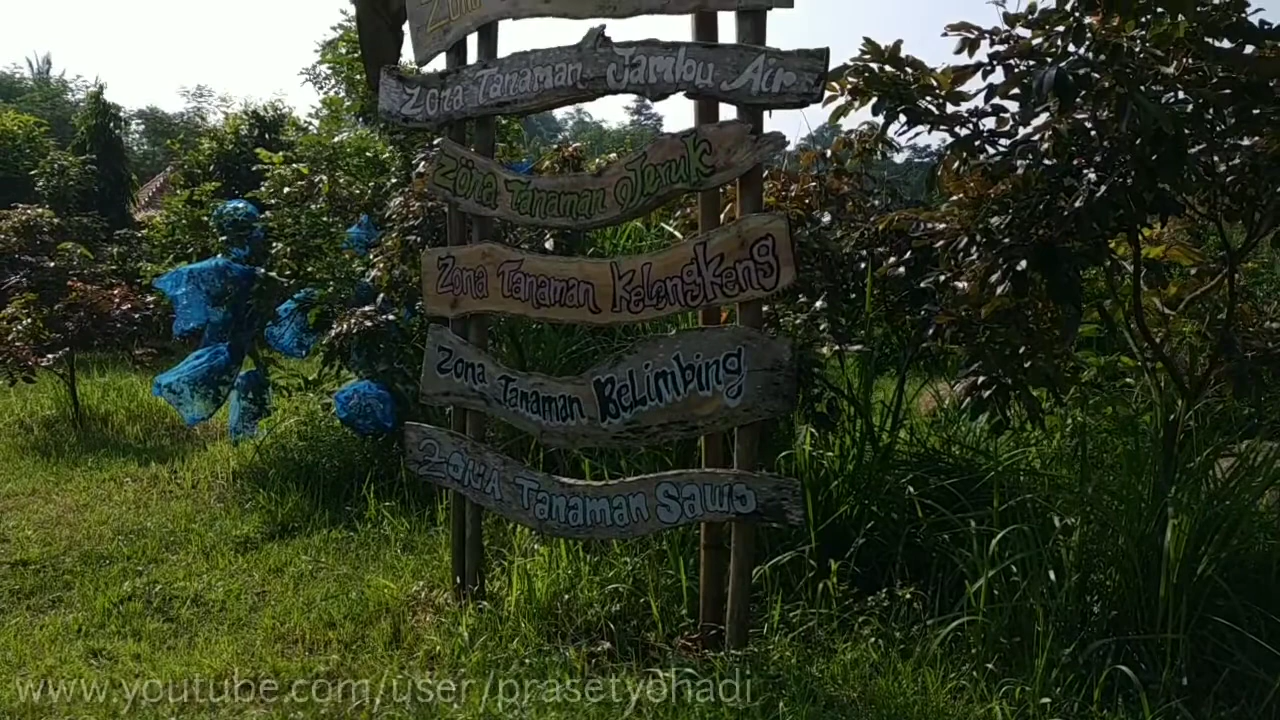 Zona
Zona Tanaman Jambu Air
Zona Tanaman Jeruk
Zona Tanaman Kelengkeng
Zona Tanaman BeLimbing
ZONA Tanaman Sawo
www.youtube.com/user/prasetyohadi